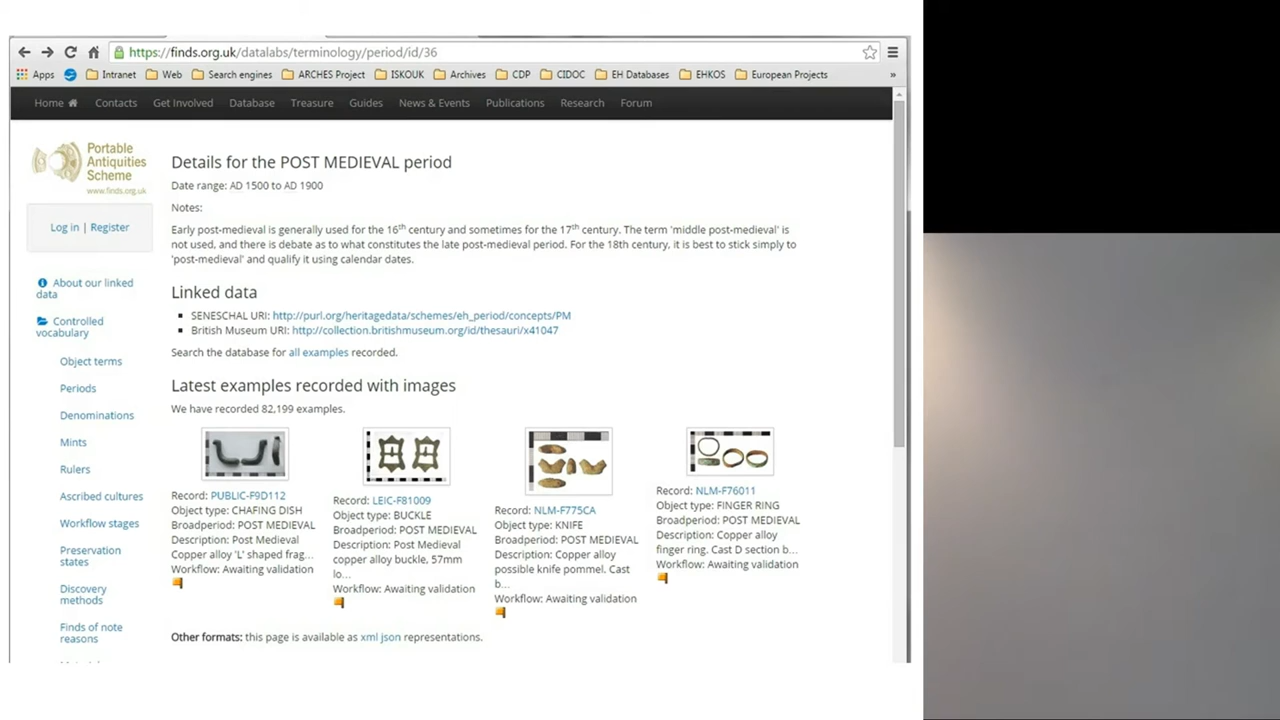 https://finds.org.uk/datalabs/terminology/period/id/36
Apps Intranet Web Search engines ARCHES Project ISKOUK Archives CDP CIDOC EH Databases EHKOS European Projects »
Home Contacts Get Involved Database Treasure Guides News & Events Publications Research Forum
Portable
Antiquities
Scheme
www.finds.org.uk
Log in | Register
About our linked
data
Controlled
vocabulary
Object terms
Periods
Denominations
Mints
Rulers
Ascribed cultures
Workflow stages
Preservation
states
Discovery
methods
Finds of note
reasons
Details for the POST MEDIEVAL period
Date range: AD 1500 to AD 1900
Notes:
Early post-medieval is generally used for the 16th century and sometimes for the 17th century. The term 'middle post-medieval' is
not used, and there is debate as to what constitutes the late post-medieval period. For the 18th century, it is best to stick simply to
'post-medieval' and qualify it using calendar dates.
Linked data
SENESCHAL URI: http://purl.org/heritagedata/schemes/eh_period/concepts/PM
British Museum URI: http://collection.britishmuseum.org/id/thesauri/x41047
Search the database for all examples recorded.
Latest examples recorded with images
We have recorded 82,199 examples.
Record: PUBLIC-F9D112
Object type: CHAFING DISH
Broadperiod: POST MEDIEVAL
Description: Post Medieval
Copper alloy 'L' shaped frag...
Workflow: Awaiting validation
Record: LEIC-F81009
Object type: BUCKLE
Broadperiod: POST MEDIEVAL
Description: Post Medieval
copper alloy buckle, 57mm
lo...
Workflow: Awaiting validation
Record: NLM-F775CA
Object type: KNIFE
Broadperiod: POST MEDIEVAL
Description: Copper alloy
possible knife pommel. Cast
b...
Workflow: Awaiting validation
Record: NLM-F76011
Object type: FINGER RING
Broadperiod: POST MEDIEVAL
Description: Copper alloy
finger ring. Cast D section b...
Workflow: Awaiting validation
Other formats: this page is available as xml json representations.